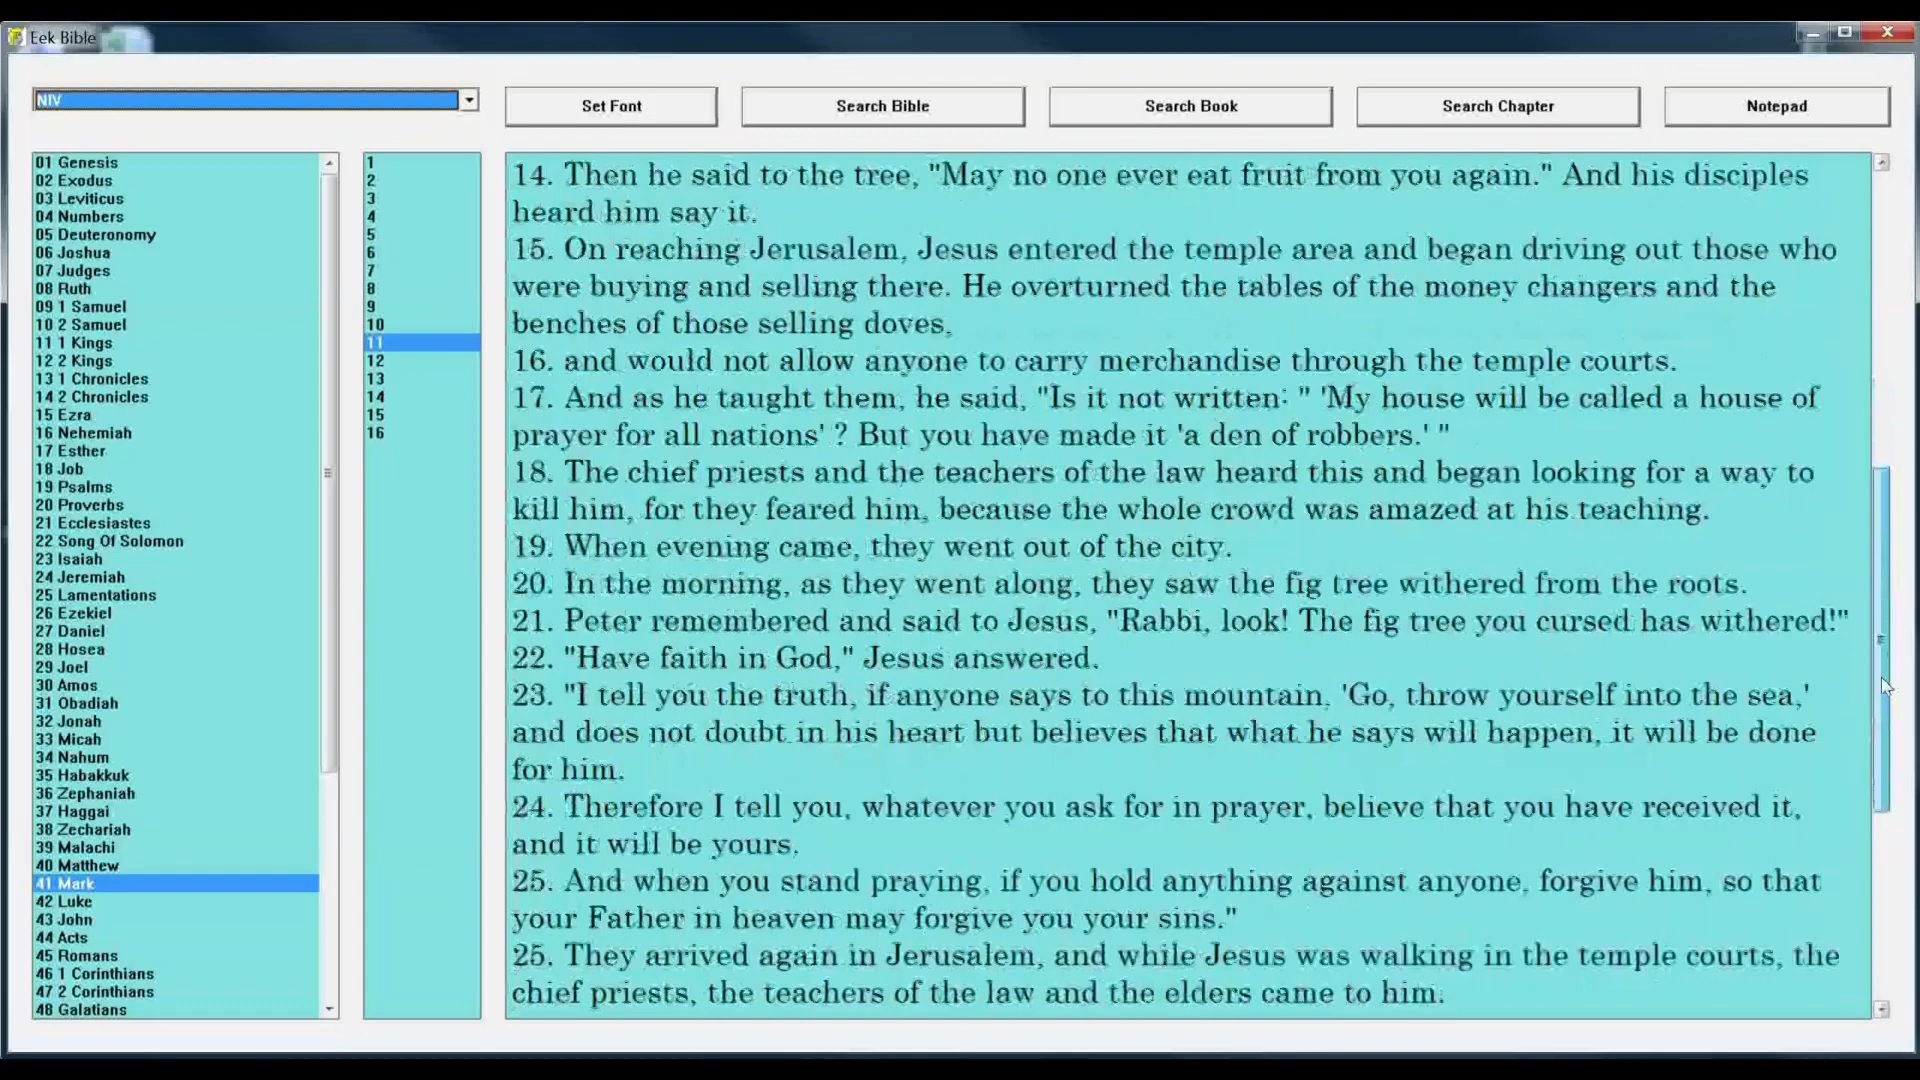 Eek Bible
NIV
Set Font
Search Bible
Search Book
Search Chapter
Notepad
01 Genesis
02 Exodus
03 Leviticus
04 Numbers
05 Deuteronomy
06 Joshua
07 Judges
08 Ruth
09 1 Samuel
10 2 Samuel
11 1 Kings
12 2 Kings
13 1 Chronicles
14 2 Chronicles
15 Ezra
16 Nehemiah
17 Esther
18 Job
19 Psalms
20 Proverbs
21 Ecclesiastes
22 Song Of Solomon
23 Isaiah
24 Jeremiah
25 Lamentations
26 Ezekiel
27 Daniel
28 Hosea
29 Joel
30 Amos
31 Obadiah
32 Jonah
33 Micah
34 Nahum
35 Habakkuk
36 Zephaniah
37 Haggai
38 Zechariah
39 Malachi
40 Matthew
41 Mark
42 Luke
43 John
44 Acts
45 Romans
46 1 Corinthians
47 2 Corinthians
48 Galatians
1
2
3
4
5
6
7
8
9
10
11
12
13
14
15
16
14. Then he said to the tree, "May no one ever eat fruit from you again." And his disciples
heard him say it.
15. On reaching Jerusalem, Jesus entered the temple area and began driving out those who
were buying and selling there. He overturned the tables of the money changers and the
benches of those selling doves,
16. and would not allow anyone to carry merchandise through the temple courts.
17. And as he taught them, he said, "Is it not written: " 'My house will be called a house of
prayer for all nations' ? But you have made it 'a den of robbers.' "
18. The chief priests and the teachers of the law heard this and began looking for a way to
kill him, for they feared him, because the whole crowd was amazed at his teaching.
19. When evening came, they went out of the city.
20. In the morning, as they went along, they saw the fig tree withered from the roots.
21. Peter remembered and said to Jesus, "Rabbi, look! The fig tree you cursed has withered!"
22. "Have faith in God," Jesus answered.
23. "I tell you the truth, if anyone says to this mountain, 'Go, throw yourself into the sea,'
and does not doubt in his heart but believes that what he says will happen, it will be done
for him.
24. Therefore I tell you, whatever you ask for in prayer, believe that you have received it,
and it will be yours.
25. And when you stand praying, if you hold anything against anyone, forgive him, so that
your Father in heaven may forgive you your sins."
25. They arrived again in Jerusalem, and while Jesus was walking in the temple courts, the
chief priests, the teachers of the law and the elders came to him.